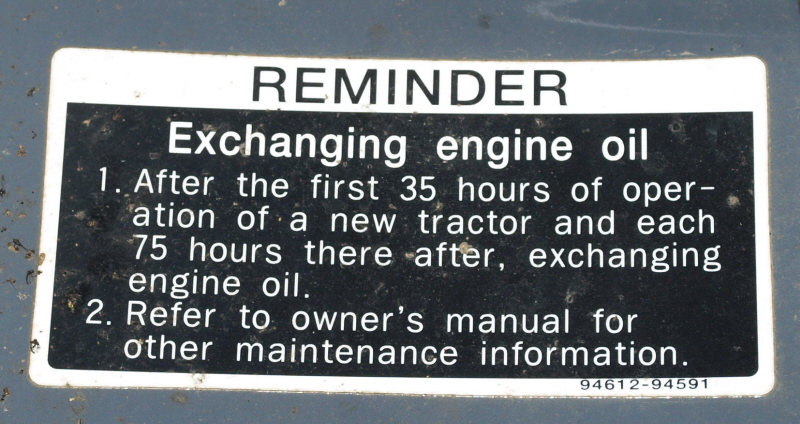 REMINDER
Exchanging engine oil
1. After the first 35 hours of oper-
ation of a new tractor and each
75 hours there after, exchanging
engine oil.
2. Refer to owner's manual for
other maintenance information.
94612-94591